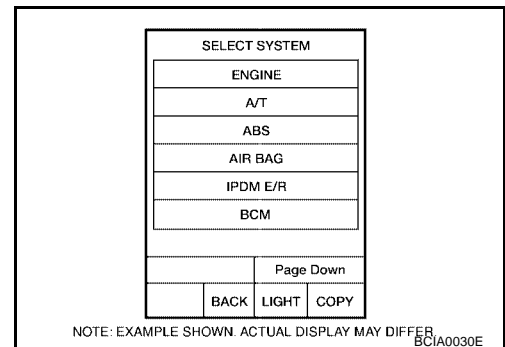 SELECT SYSTEM
ENGINE
A/T
ABS
AIR BAG
IPDM E/R
BCM
Page Down
BACK LIGHT COPY
NOTE: EXAMPLE SHOWN. ACTUAL DISPLAY MAY DIFFER.
BCIA0030E